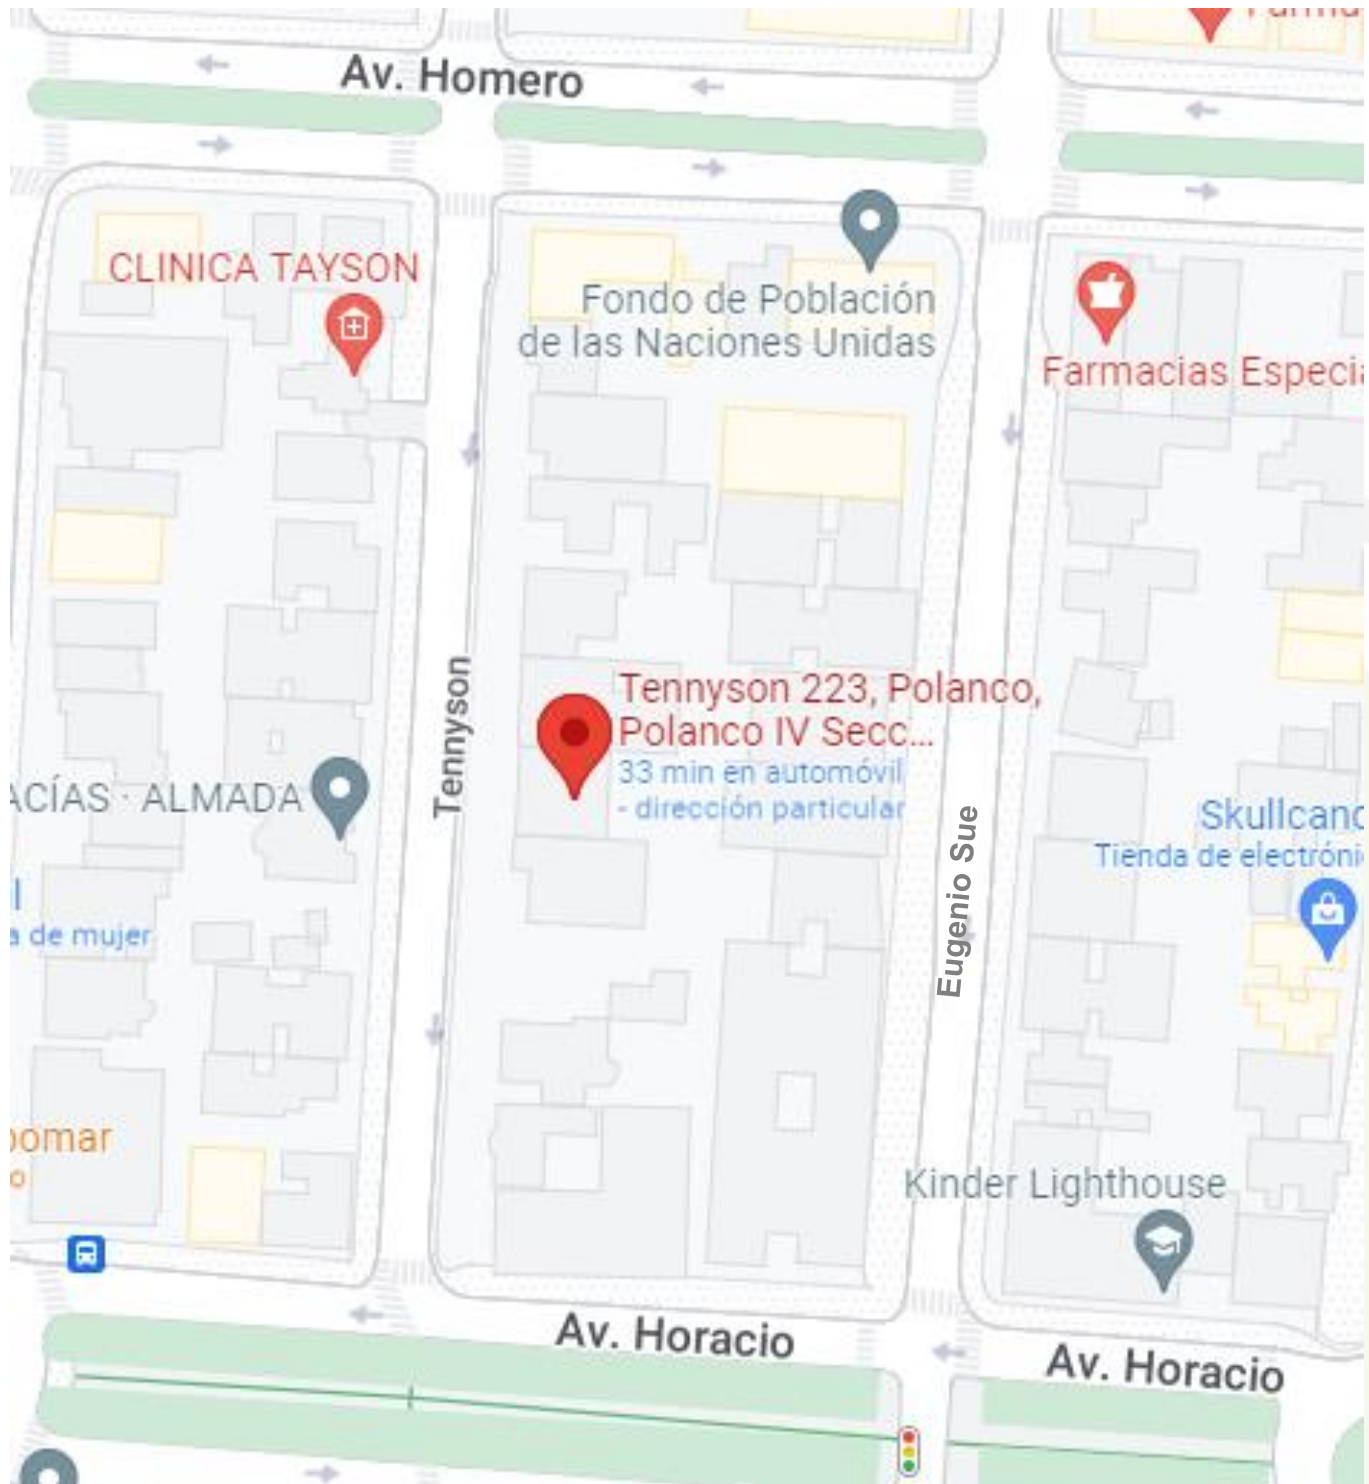 Av. Homero
CLINICA TAYSON
Fondo de Población
de las Naciones Unidas
Farmacias Especia
Tennyson
Tennyson 223, Polanco,
Polanco IV Secc...
33 min en automóvil
- dirección particular
ACÍAS · ALMADA
Eugenio Sue
Skullcand
Tienda de electróni
l
a de mujer
omar
o
Kinder Lighthouse
Av. Horacio
Av. Horacio